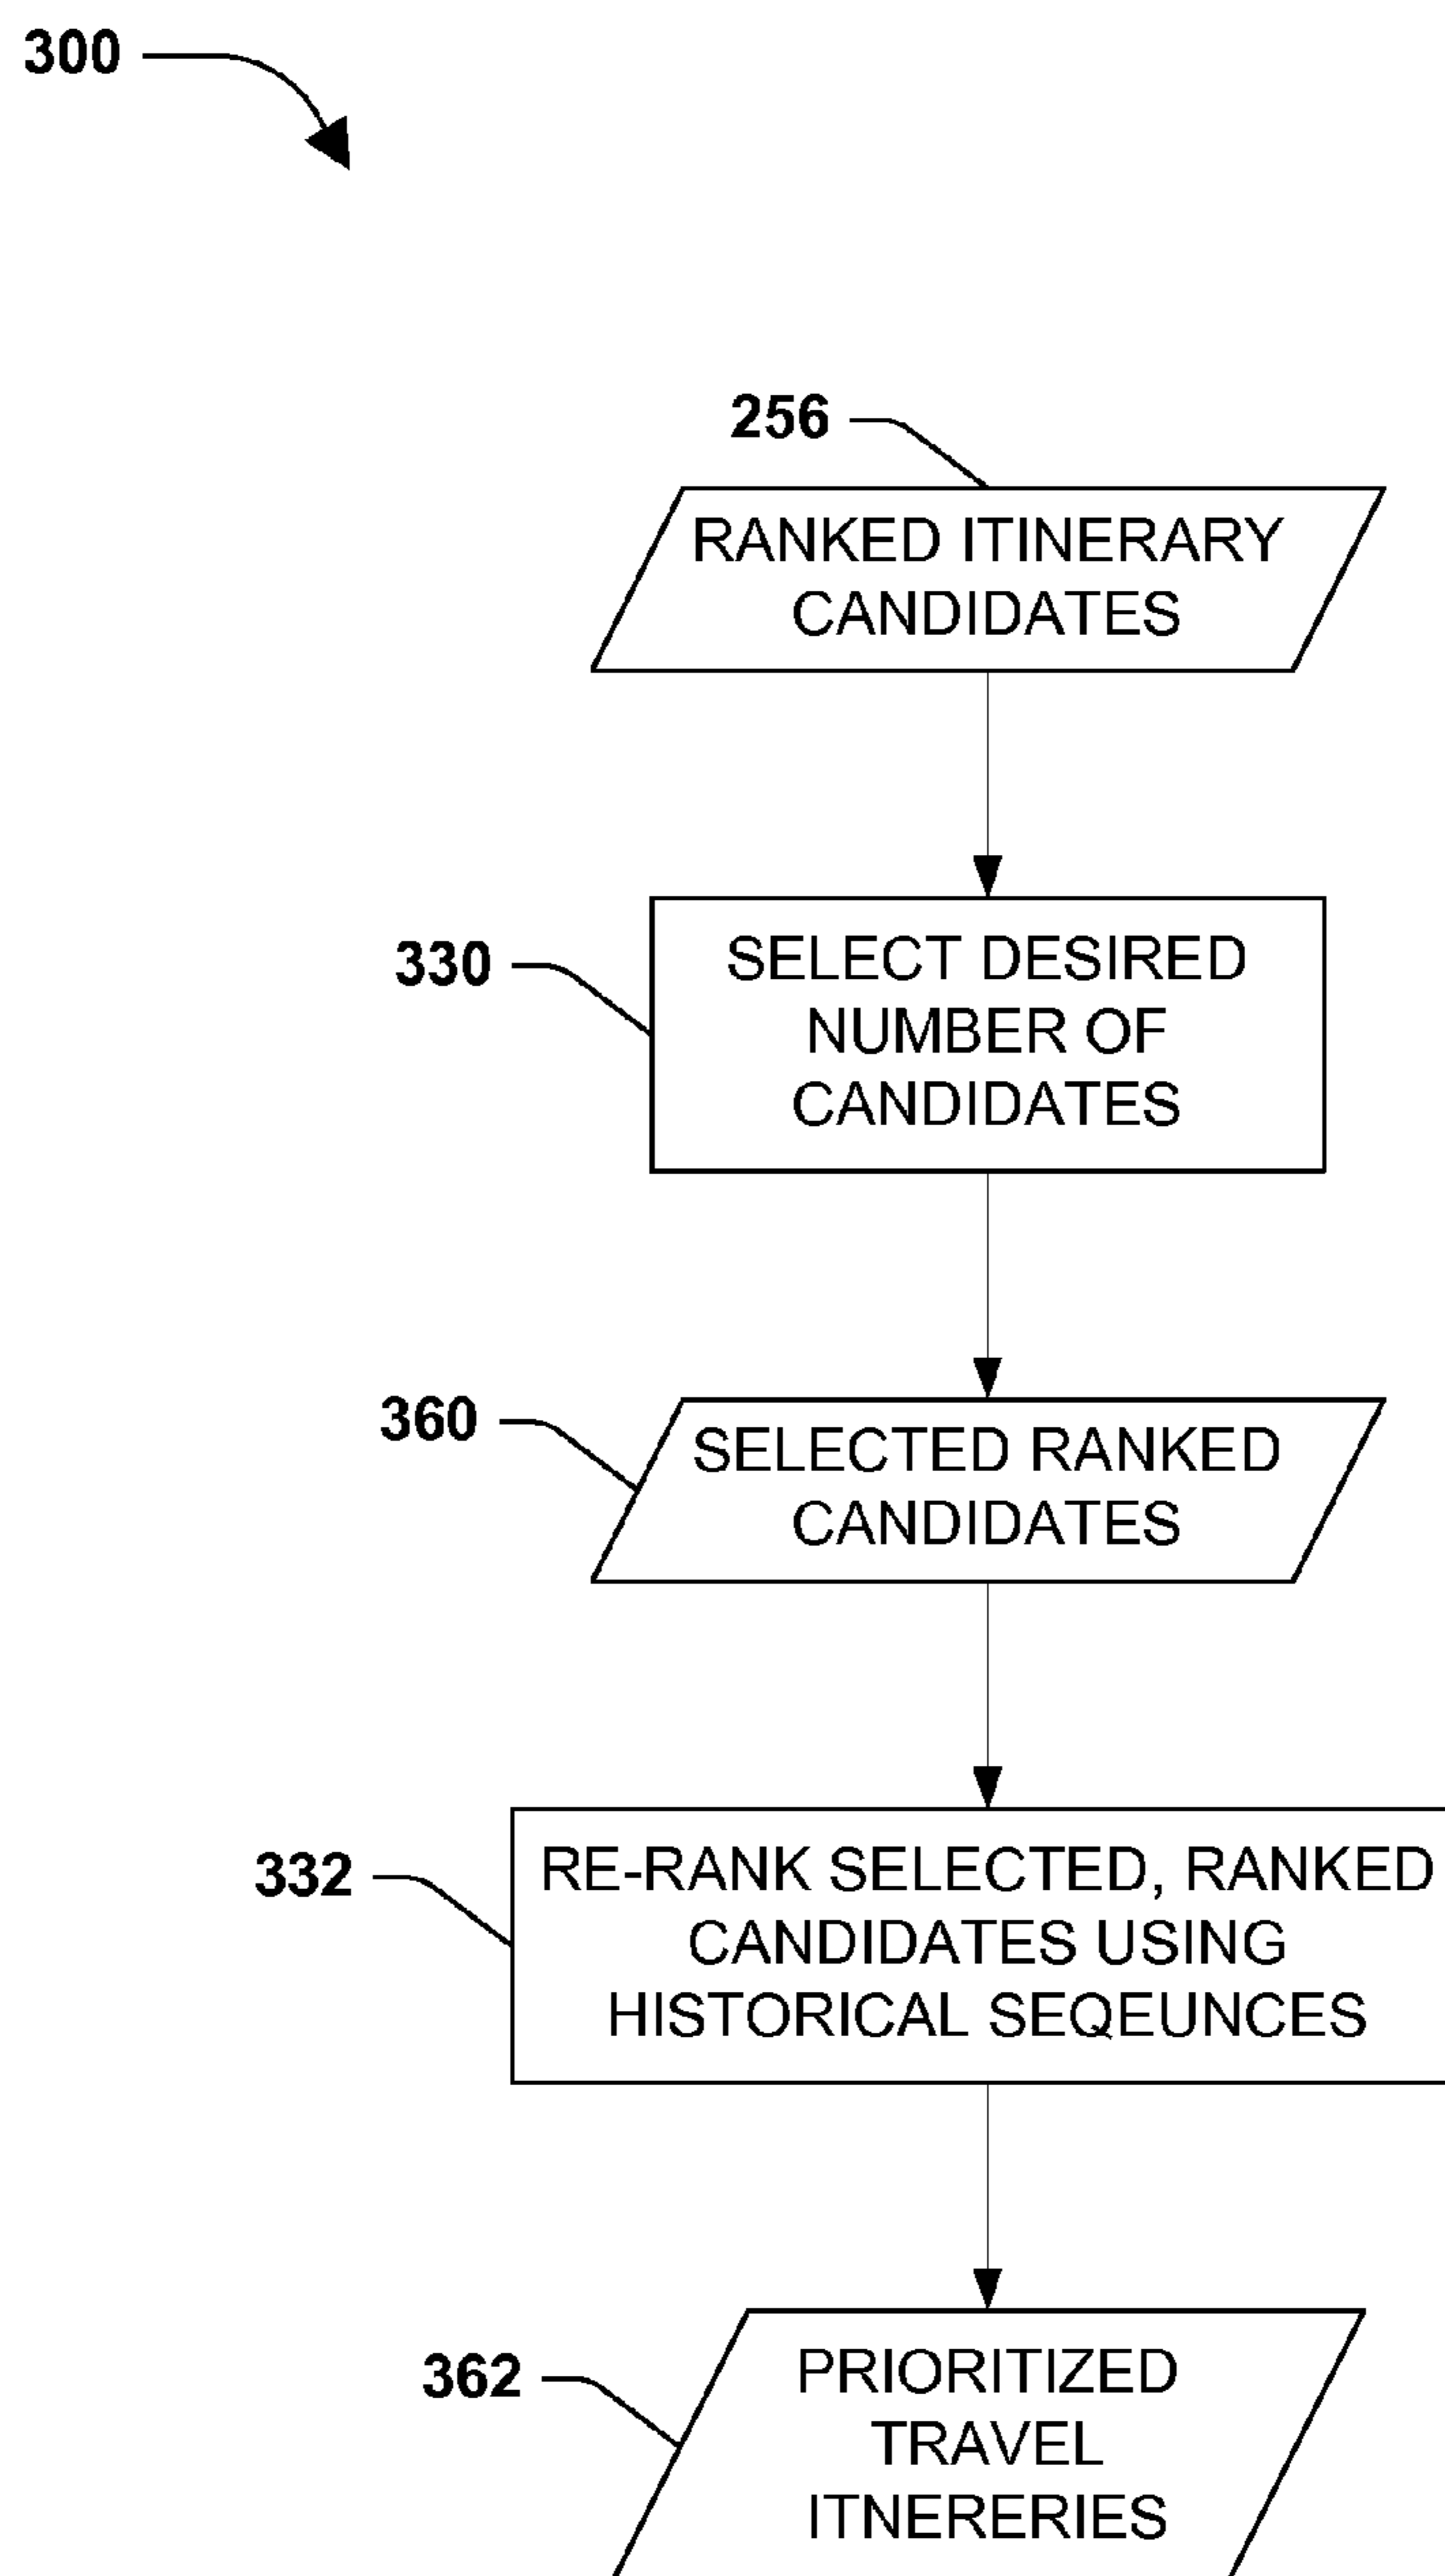 300
256
RANKED ITINERARY
CANDIDATES
330
SELECT DESIRED
NUMBER OF
CANDIDATES
360
SELECTED RANKED
CANDIDATES
332
RE-RANK SELECTED, RANKED
CANDIDATES USING
HISTORICAL SEQEUNCES
362
PRIORITIZED
TRAVEL
ITNERERIES